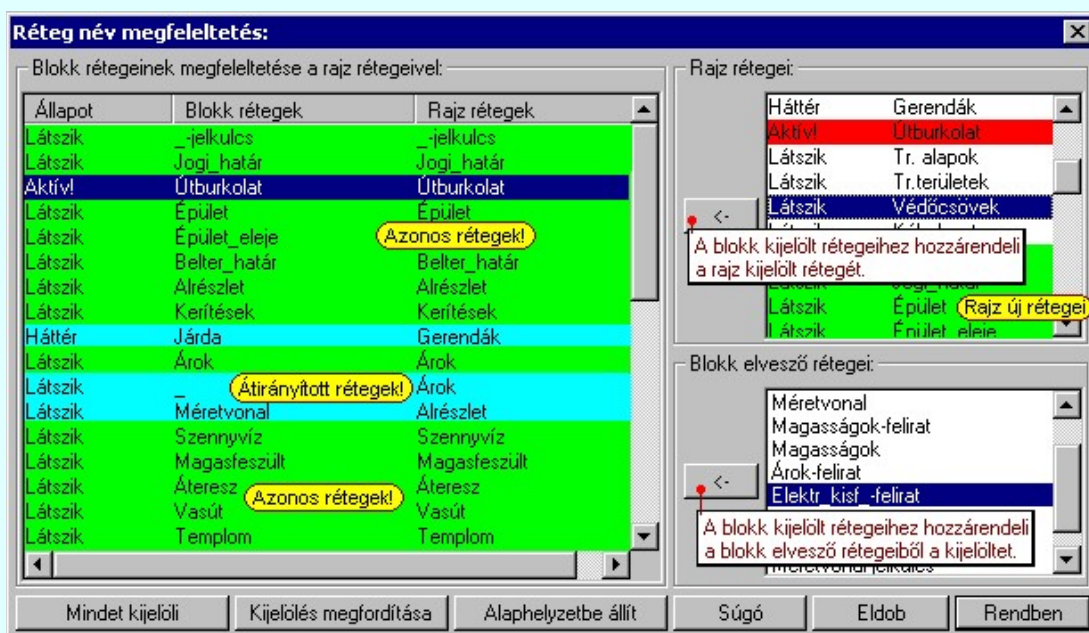 Réteg név megfeleltetés:
Blokk rétegeinek megfeleltetése a rajz rétegeivel:
Állapot Blokk rétegek Rajz rétegek
Látszik _-jelkulcs _-jelkulcs
Látszik Jogi_határ Jogi_határ
Aktív! Útburkolat Útburkolat
Látszik Épület Épület
Látszik Épület_eleje Azonos rétegek!
Látszik Belter_határ Belter_határ
Látszik Alrészlet Alrészlet
Látszik Kerítések Kerítések
Háttér Járda Gerendák
Látszik Árok Árok
Látszik _ Átirányított rétegek! Árok
Látszik Méretvonal Alrészlet
Látszik Szennyvíz Szennyvíz
Látszik Magasfeszült Magasfeszült
Látszik Áteresz Áteresz
Azonos rétegek!
Látszik Vasút Vasút
Látszik Templom Templom
Rajz rétegei:
Háttér Gerendák
Aktív! Útburkolat
Látszik Tr. alapok
Látszik Tr.területek
<- Látszik Védőcsövek
A blokk kijelölt rétegeihez hozzárendeli
a rajz kijelölt rétegét.
Látszik Jogi_határ
Látszik Épület Rajz új rétegei
Látszik Épület_eleje
Blokk elvesző rétegei:
Méretvonal
Magasságok-felirat
Magasságok
Árok-felirat
<- Elektr_kisf_-felirat
A blokk kijelölt rétegeihez hozzárendeli
a blokk elvesző rétegeiből a kijelöltet.
Méretvonal-jelkulcs
Mindet kijelöli Kijelölés megfordítása Alaphelyzetbe állít Súgó Eldob Rendben